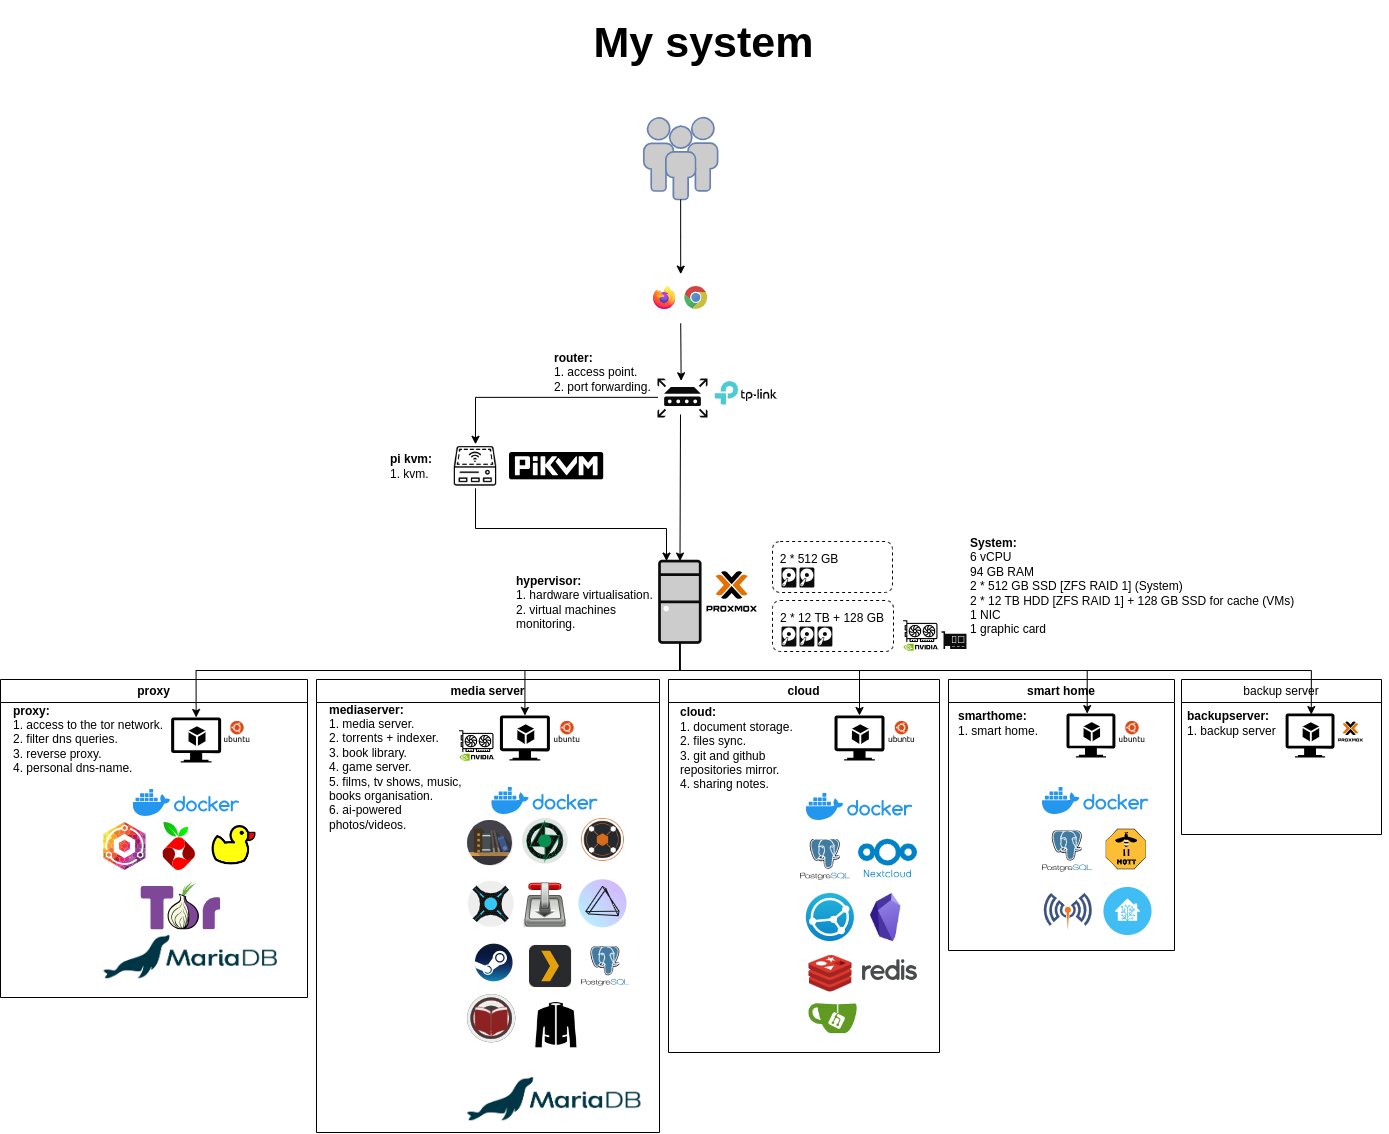 My system
router:
1. access point.
2. port forwarding.
tp-link
pi kvm:
1. kvm.
PiKVM
hypervisor:
1. hardware virtualisation.
2. virtual machines
monitoring.
PROXMOX
2 * 512 GB
2 * 12 TB + 128 GB
NVIDIA
System:
6 vCPU
94 GB RAM
2 * 512 GB SSD [ZFS RAID 1] (System)
2 * 12 TB HDD [ZFS RAID 1] + 128 GB SSD for cache (VMs)
1 NIC
1 graphic card
proxy
proxy:
1. access to the tor network.
2. filter dns queries.
3. reverse proxy.
4. personal dns-name.
ubuntu
docker
Tor
MariaDB
media server
mediaserver:
1. media server.
2. torrents + indexer.
3. book library.
4. game server.
5. films, tv shows, music,
books organisation.
6. ai-powered
photos/videos.
NVIDIA
ubuntu
docker
PostgreSQL
MariaDB
cloud
cloud:
1. document storage.
2. files sync.
3. git and github
repositories mirror.
4. sharing notes.
ubuntu
docker
PostgreSQL
Nextcloud
redis
smart home
smarthome:
1. smart home.
ubuntu
docker
PostgreSQL
MQTT
backup server
backupserver:
1. backup server
PROXMOX